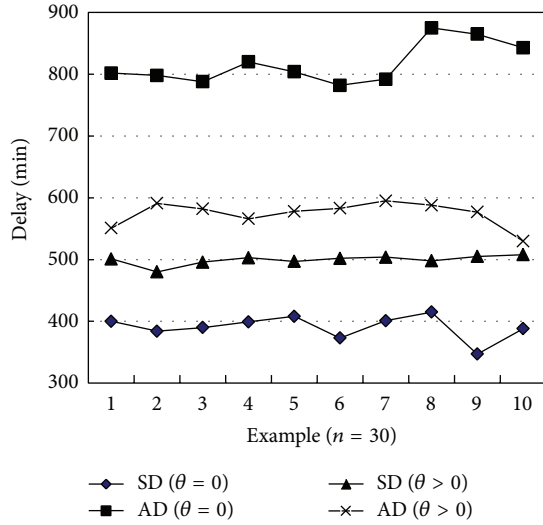 900
800
700
600
500
400
300
Delay (min)
1 2 3 4 5 6 7 8 9 10
Example (n = 30)
SD (θ = 0) SD (θ > 0)
AD (θ = 0) AD (θ > 0)